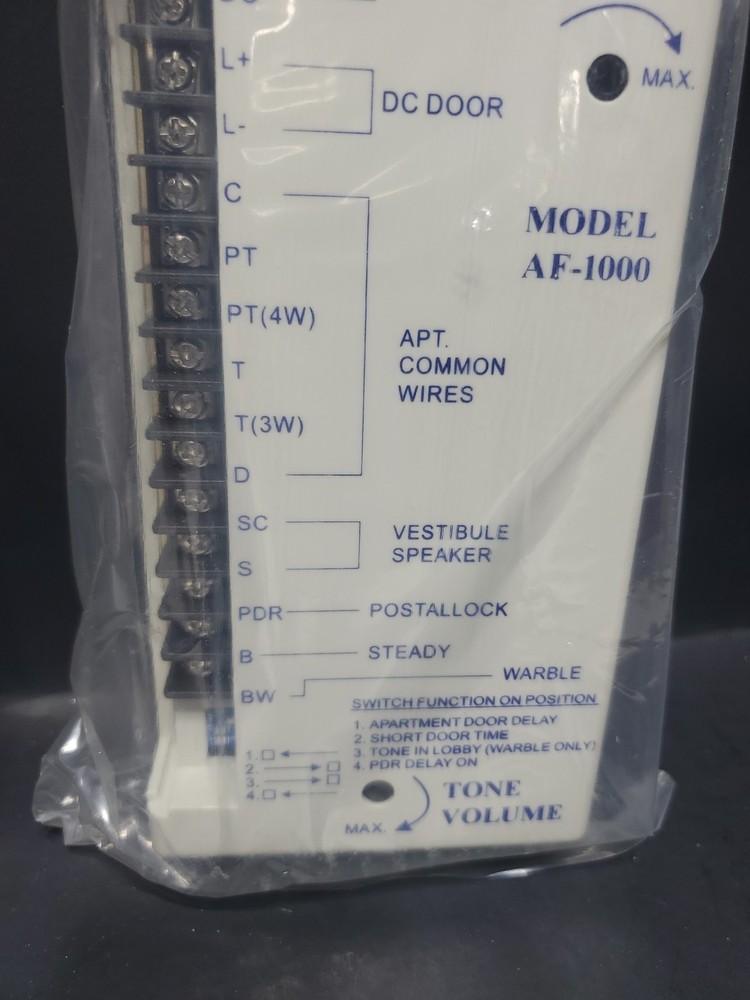 L+
MAX.
DC DOOR
L-
C
MODEL
AF-1000
PT
PT(4W)
APT.
COMMON
WIRES
T
T(3W)
D
SC
VESTIBULE
SPEAKER
S
PDR POSTALLOCK
B STEADY
BW WARBLE
SWITCH FUNCTION ON POSITION
1. APARTMENT DOOR DELAY
2. SHORT DOOR TIME
3. TONE IN LOBBY (WARBLE ONLY)
4. PDR DELAY ON
1.
2.
3.
4.
TONE
VOLUME
MAX.